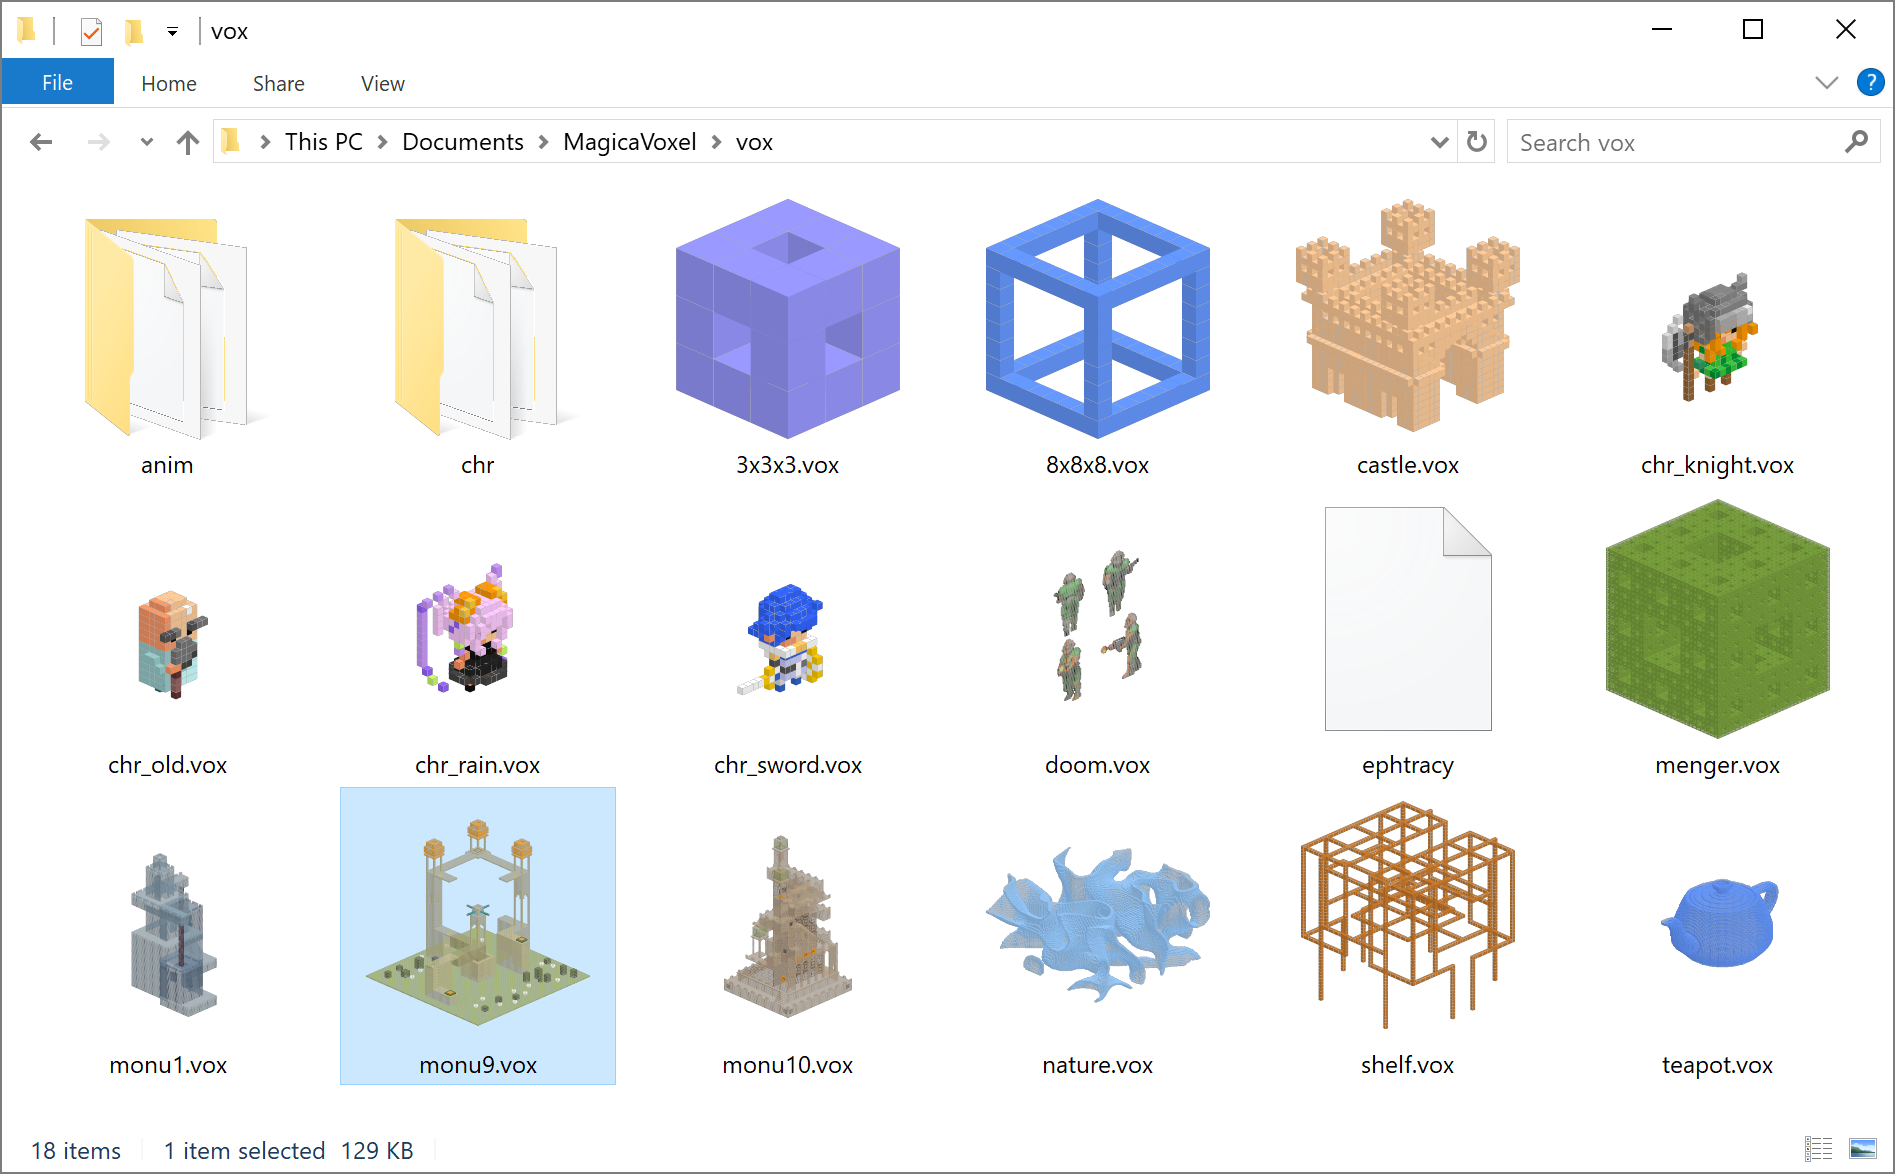 vox
File Home Share View ?
This PC Documents MagicaVoxel vox
Search vox
anim chr 3x3x3.vox 8x8x8.vox castle.vox chr_knight.vox
chr_old.vox chr_rain.vox chr_sword.vox doom.vox ephtracy menger.vox
monu1.vox monu9.vox monu10.vox nature.vox shelf.vox teapot.vox
18 items 1 item selected 129 KB